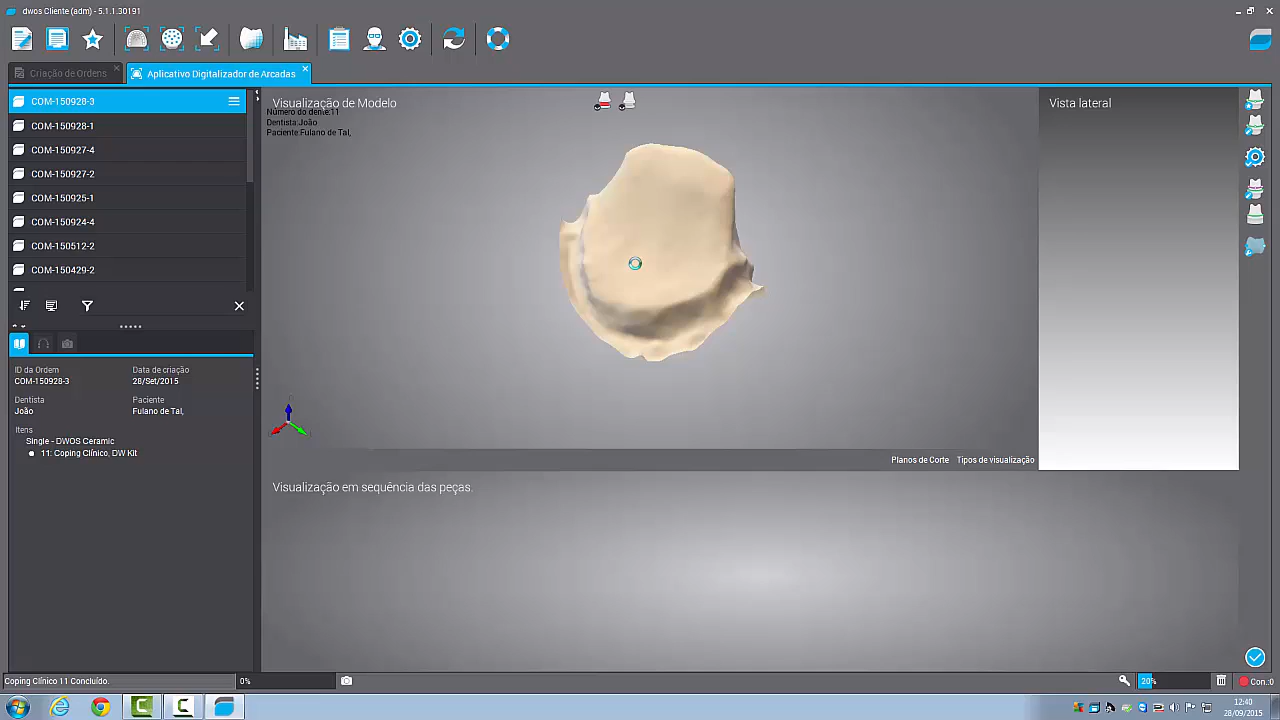 dwos Cliente (adm) - 5.1.1.30191
Criação de Ordens
Aplicativo Digitalizador de Arcadas
COM-150928-3
COM-150928-1
COM-150927-4
COM-150927-2
COM-150925-1
COM-150924-4
COM-150512-2
COM-150429-2
ID da Ordem
Data de criação
COM-150928-3
28/Set/2015
Dentista
Paciente
João
Fulano de Tal,
Itens
Single - DWOS Ceramic
11: Coping Clínico, DW Kit
Visualização de Modelo
Número do dente:11
Dentista:João
Paciente:Fulano de Tal,
Vista lateral
Planos de Corte
Tipos de visualização
Visualização em sequência das peças.
Coping Clínico 11 Concluído.
0%
20%
Con.:0
12:40
28/09/2015